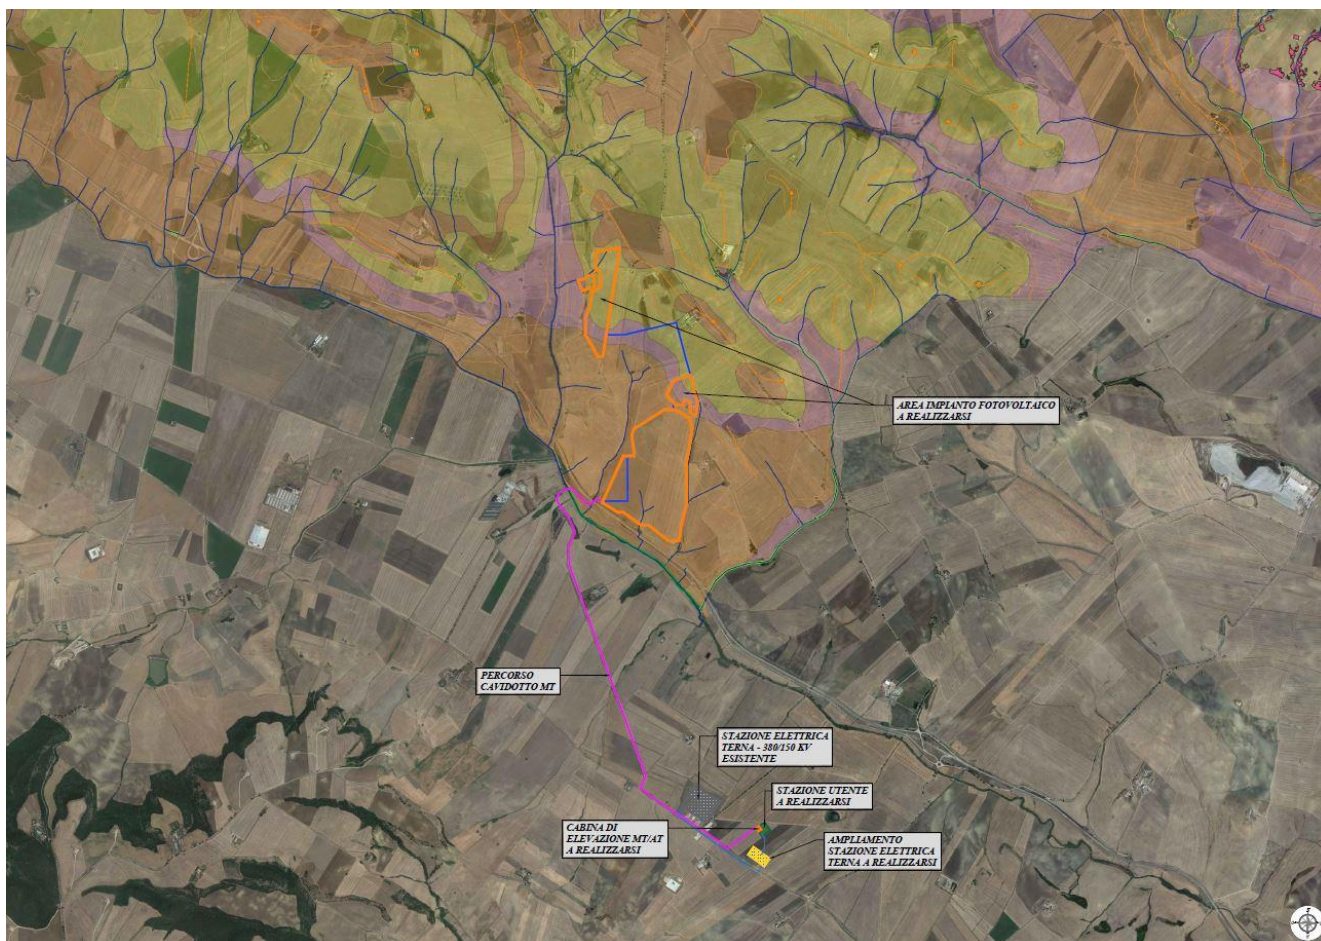 AREA IMPIANTO FOTOVOLTAICO
A REALIZZARSI
PERCORSO
CAVIDOTTO MT
STAZIONE ELETTRICA
TERNA - 380/150 KV
ESISTENTE
STAZIONE UTENTE
A REALIZZARSI
CABINA DI
ELEVAZIONE MT/AT
A REALIZZARSI
AMPLIAMENTO
STAZIONE ELETTRICA
TERNA A REALIZZARSI